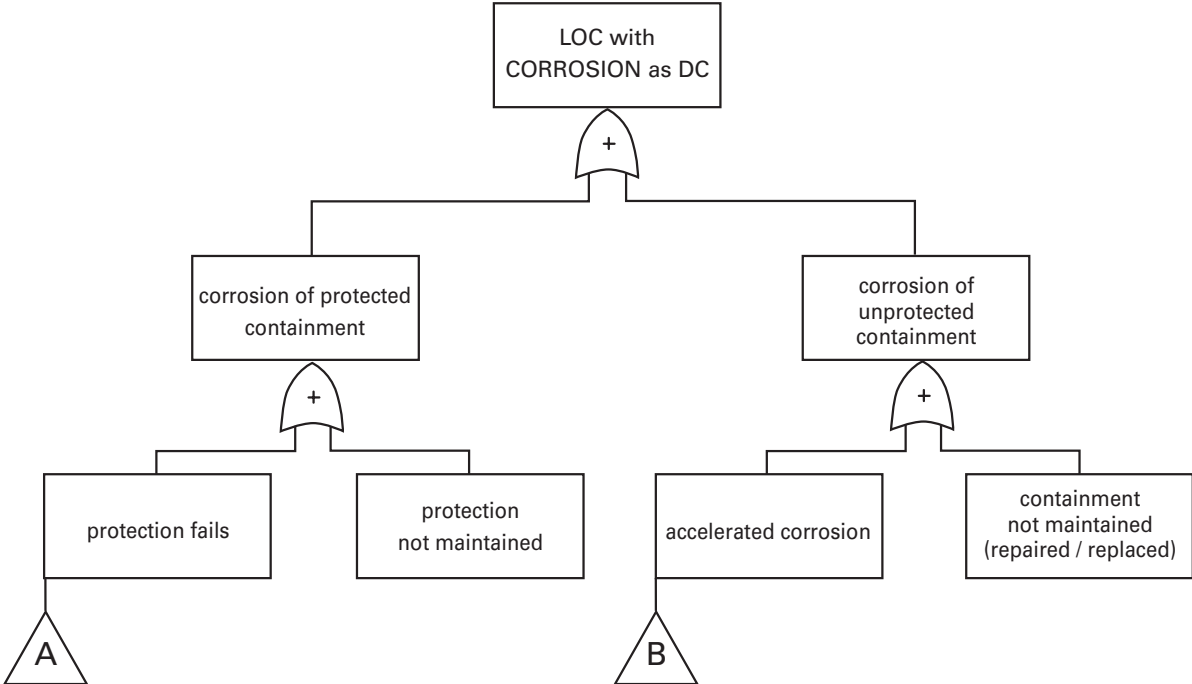 LOC with
CORROSION as DC
+
corrosion of protected
containment
corrosion of
unprotected
containment
+
+
protection fails
protection
not maintained
accelerated corrosion
containment
not maintained
(repaired / replaced)
A
B